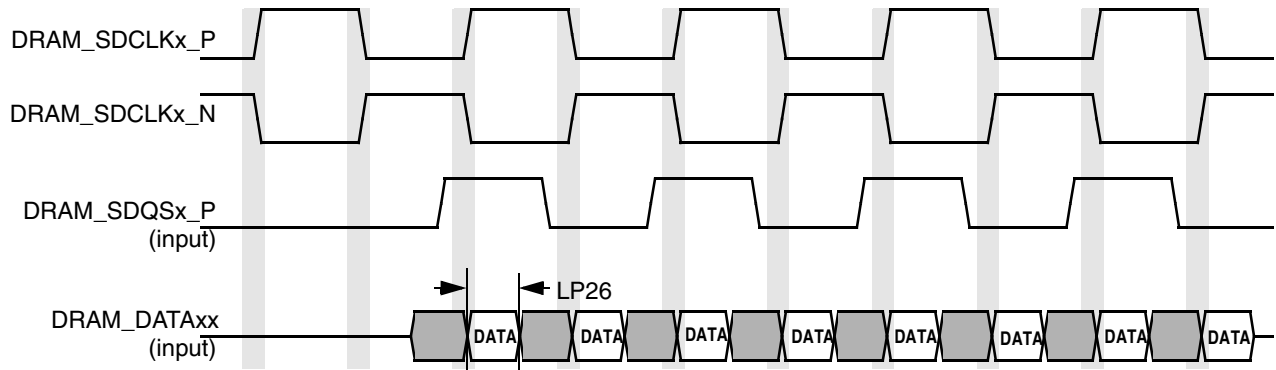 DRAM_SDCLKx_P
DRAM_SDCLKx_N
DRAM_SDQSx_P
(input)
LP26
DRAM_DATAxx
(input)
DATA DATA DATA DATA DATA DATA DATA DATA